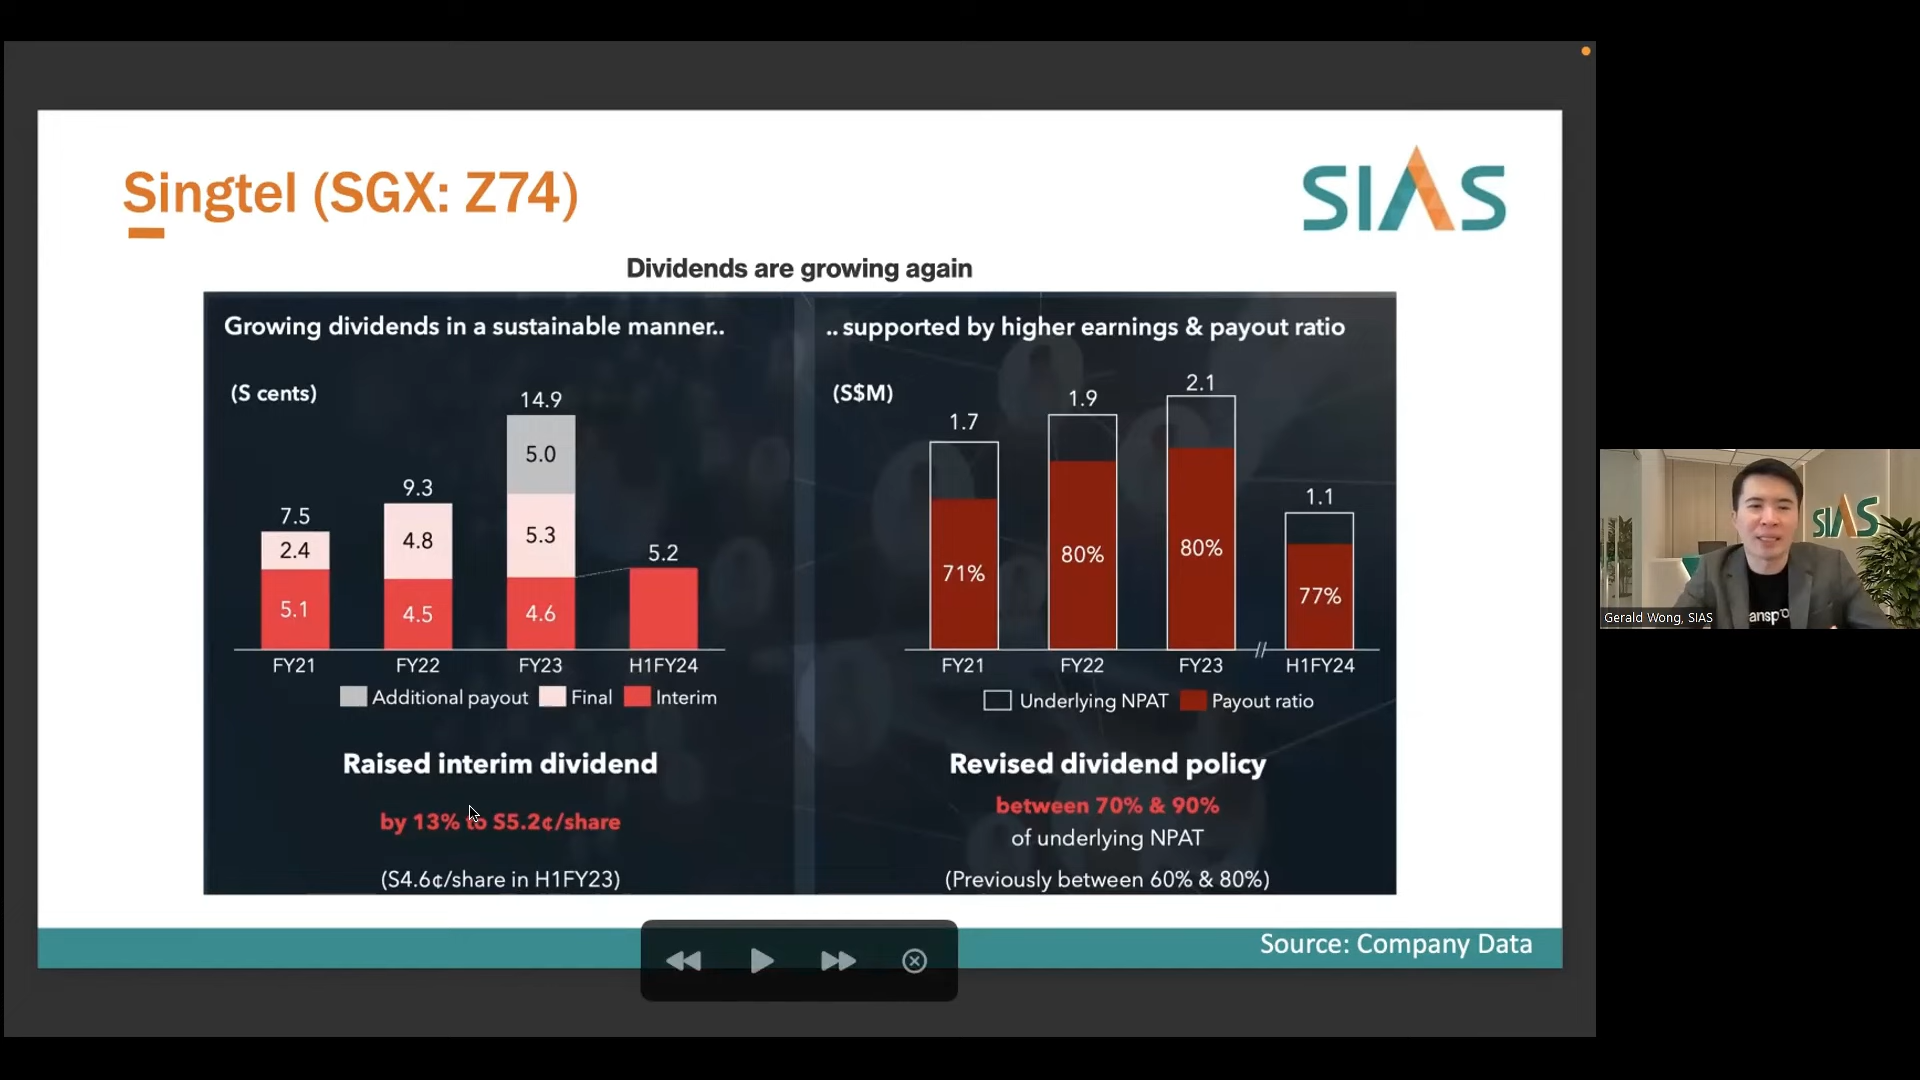 Singtel (SGX: Z74)
SIAS
Dividends are growing again
Growing dividends in a sustainable manner..
(S cents)
14.9
5.0
9.3
7.5
5.3
4.8
2.4
5.2
5.1
4.5
4.6
FY21 FY22 FY23 H1FY24
Additional payout Final Interim
Raised interim dividend
by 13% to S5.2¢/share
(S4.6¢/share in H1FY23)
.. supported by higher earnings & payout ratio
(S$M)
2.1
1.9
1.7
1.1
71% 80% 80% 77%
FY21 FY22 FY23 // H1FY24
Underlying NPAT Payout ratio
Revised dividend policy
between 70% & 90%
of underlying NPAT
(Previously between 60% & 80%)
Source: Company Data
SIAS
anspo
Gerald Wong, SIAS